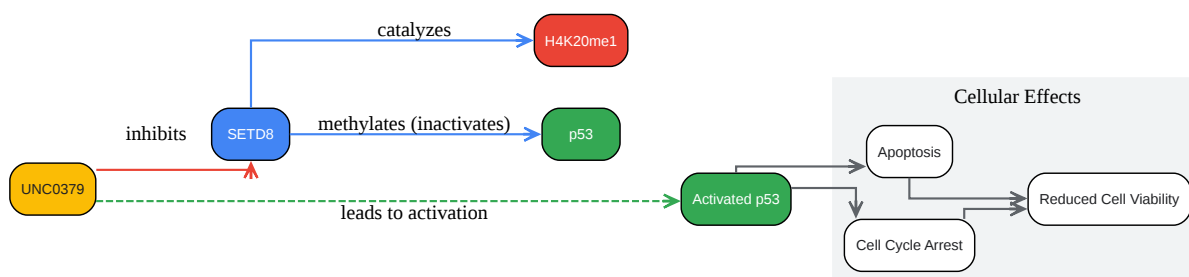 catalyzes
H4K20me1
Cellular Effects
inhibits
SETD8
methylates (inactivates)
p53
Apoptosis
UNC0379
leads to activation
Activated p53
Reduced Cell Viability
Cell Cycle Arrest